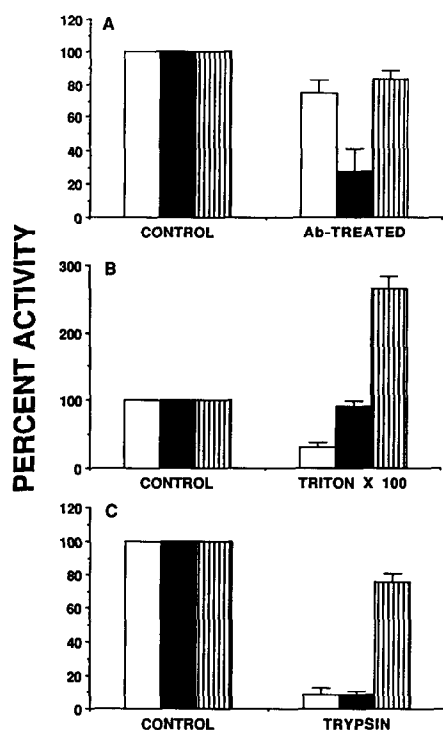 PERCENT ACTIVITY
A
120
100
80
60
40
20
0
CONTROL
Ab-TREATED
B
300
200
100
0
CONTROL
TRITON X 100
C
120
100
80
60
40
20
0
CONTROL
TRYPSIN